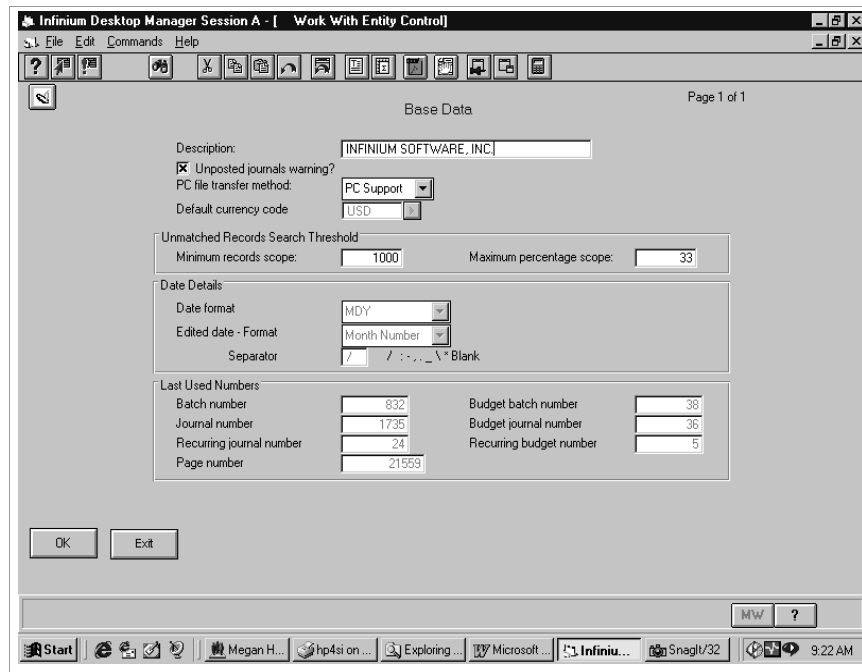 Infinium Desktop Manager Session A - [ Work With Entity Control]
File Edit Commands Help
Page 1 of 1
Base Data
Description: INFINIUM SOFTWARE, INC.
Unposted journals warning?
PC file transfer method: PC Support
Default currency code USD
Unmatched Records Search Threshold
Minimum records scope: 1000 Maximum percentage scope: 33
Date Details
Date format MDY
Edited date - Format Month Number
Separator / / : - , . _ \ * Blank
Last Used Numbers
Batch number 832 Budget batch number 38
Journal number 1735 Budget journal number 36
Recurring journal number 24 Recurring budget number 5
Page number 21559
OK Exit
MW ?
Start Megan H... hp4si on ... Exploring ... Microsoft ... Infiniu... SnagIt/32 9:22 AM